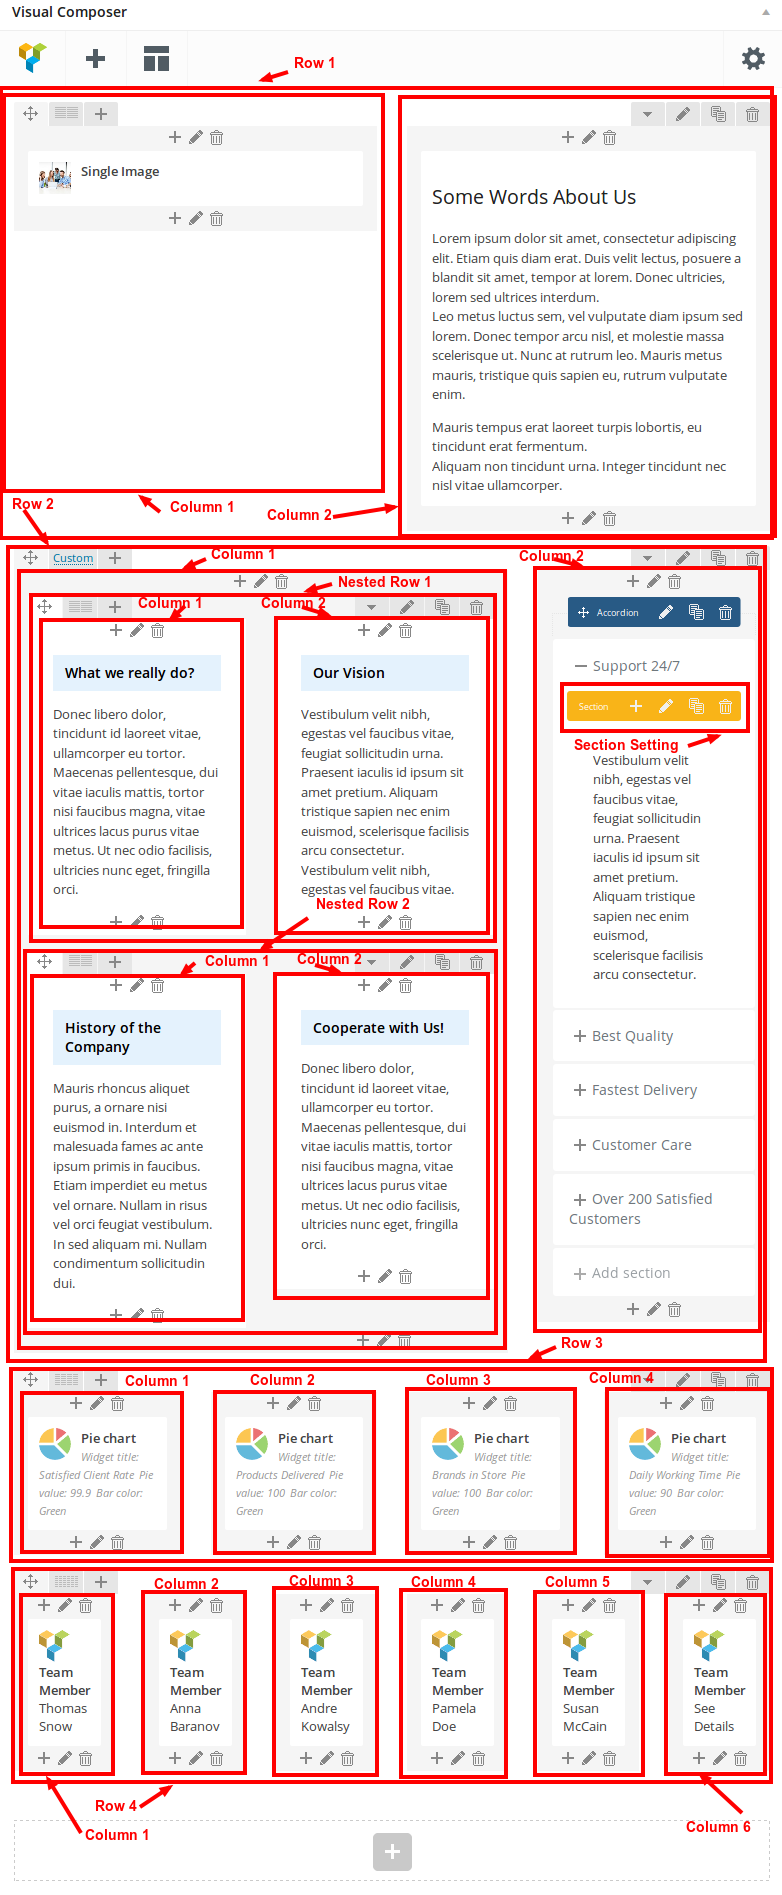 Visual Composer
Row 1
Single Image
Some Words About Us
Lorem ipsum dolor sit amet, consectetur adipiscing
elit. Etiam quis diam erat. Duis velit lectus, posuere a
blandit sit amet, tempor at lorem. Donec ultricies,
lorem sed ultrices interdum.
Leo metus luctus sem, vel vulputate diam ipsum sed
lorem. Donec tempor arcu nisl, et molestie massa
scelerisque ut. Nunc at rutrum leo. Mauris metus
mauris, tristique quis sapien eu, rutrum vulputate
enim.
Mauris tempus erat laoreet turpis lobortis, eu
tincidunt erat fermentum.
Aliquam non tincidunt urna. Integer tincidunt nec
nisl vitae ullamcorper.
Column 1
Column 2
Row 2
Custom
Column 1
Column 2
Nested Row 1
Column 1
Column 2
What we really do?
Donec libero dolor,
tincidunt id laoreet vitae,
ullamcorper eu tortor.
Maecenas pellentesque, dui
vitae iaculis mattis, tortor
nisi faucibus magna, vitae
ultrices lacus purus vitae
metus. Ut nec odio facilisis,
ultricies nunc eget, fringilla
orci.
Our Vision
Vestibulum velit nibh,
egestas vel faucibus vitae,
feugiat sollicitudin urna.
Praesent iaculis id ipsum sit
amet pretium. Aliquam
tristique sapien nec enim
euismod, scelerisque facilisis
arcu consectetur.
Vestibulum velit nibh,
egestas vel faucibus vitae.
Accordion
Support 24/7
Section
Section Setting
Vestibulum velit
nibh, egestas vel
faucibus vitae,
feugiat sollicitudin
urna. Praesent
iaculis id ipsum sit
amet pretium.
Aliquam tristique
sapien nec enim
euismod,
scelerisque facilisis
arcu consectetur.
Best Quality
Fastest Delivery
Customer Care
Over 200 Satisfied
Customers
Add section
Nested Row 2
Column 1
Column 2
History of the
Company
Mauris rhoncus aliquet
purus, a ornare nisi
euismod in. Interdum et
malesuada fames ac ante
ipsum primis in faucibus.
Etiam imperdiet eu metus
vel ornare. Nullam in risus
vel orci feugiat vestibulum.
In sed aliquam mi. Nullam
condimentum sollicitudin
dui.
Cooperate with Us!
Donec libero dolor,
tincidunt id laoreet vitae,
ullamcorper eu tortor.
Maecenas pellentesque, dui
vitae iaculis mattis, tortor
nisi faucibus magna, vitae
ultrices lacus purus vitae
metus. Ut nec odio facilisis,
ultricies nunc eget, fringilla
orci.
Row 3
Column 1
Column 2
Column 3
Column 4
Pie chart
Widget title:
Satisfied Client Rate Pie
value: 99.9 Bar color:
Green
Pie chart
Widget title:
Products Delivered Pie
value: 100 Bar color:
Green
Pie chart
Widget title:
Brands in Store Pie
value: 100 Bar color:
Green
Pie chart
Widget title:
Daily Working Time Pie
value: 90 Bar color:
Green
Column 2
Column 3
Column 4
Column 5
Team
Member
Thomas
Snow
Team
Member
Anna
Baranov
Team
Member
Andre
Kowalsy
Team
Member
Pamela
Doe
Team
Member
Susan
McCain
Team
Member
See
Details
Row 4
Column 1
Column 6